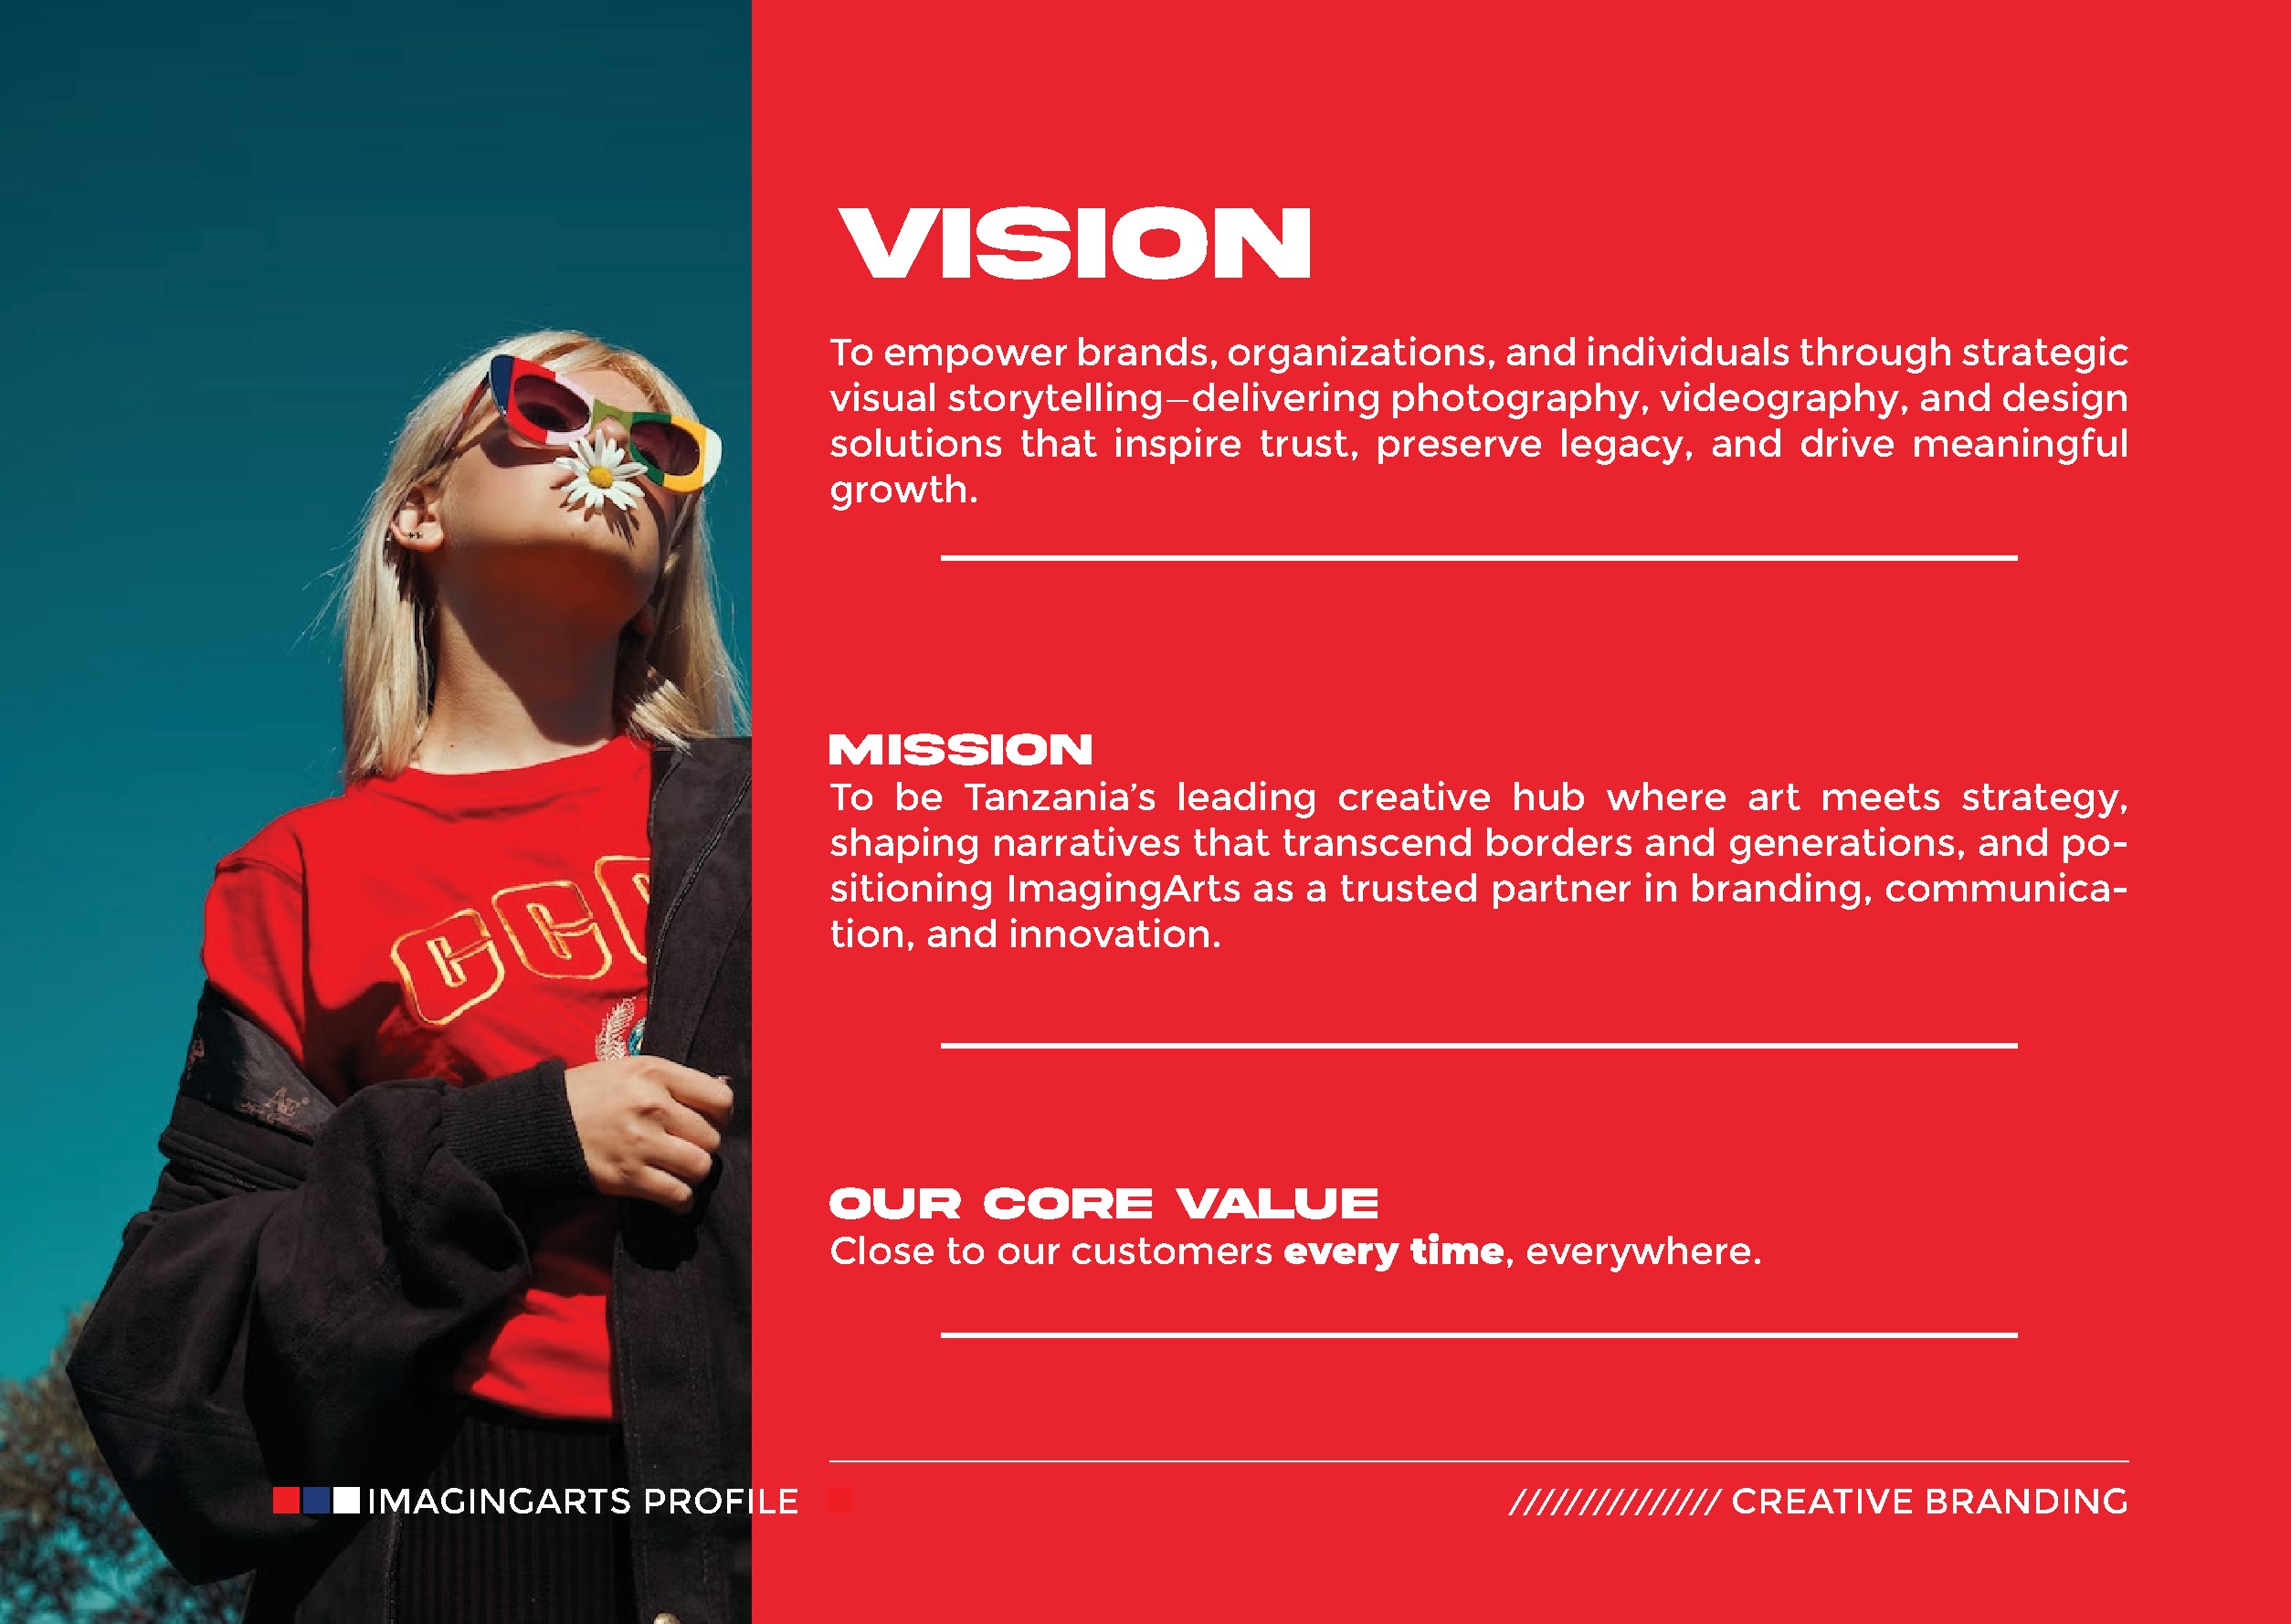 VISION
To empower brands, organizations, and individuals through strategic
visual storytelling—delivering photography, videography, and design
solutions that inspire trust, preserve legacy, and drive meaningful
growth.
MISSION
To be Tanzania's leading creative hub where art meets strategy,
shaping narratives that transcend borders and generations, and po-
sitioning ImagingArts as a trusted partner in branding, communica-
tion, and innovation.
OUR CORE VALUE
Close to our customers every time, everywhere.
IMAGINGARTS PROFILE
/////////////// CREATIVE BRANDING